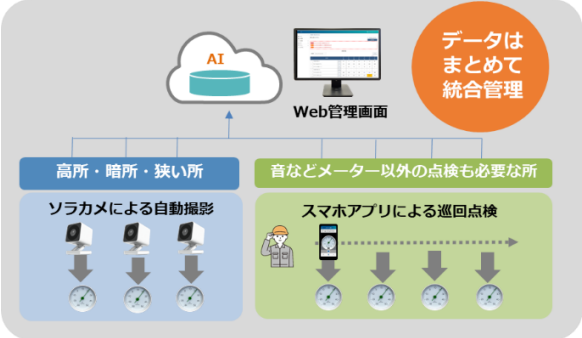 AI
データは
まとめて
統合管理
Web管理画面
高所・暗所・狭い所
音などメーター以外の点検も必要な所
ソラカメによる自動撮影
スマホアプリによる巡回点検